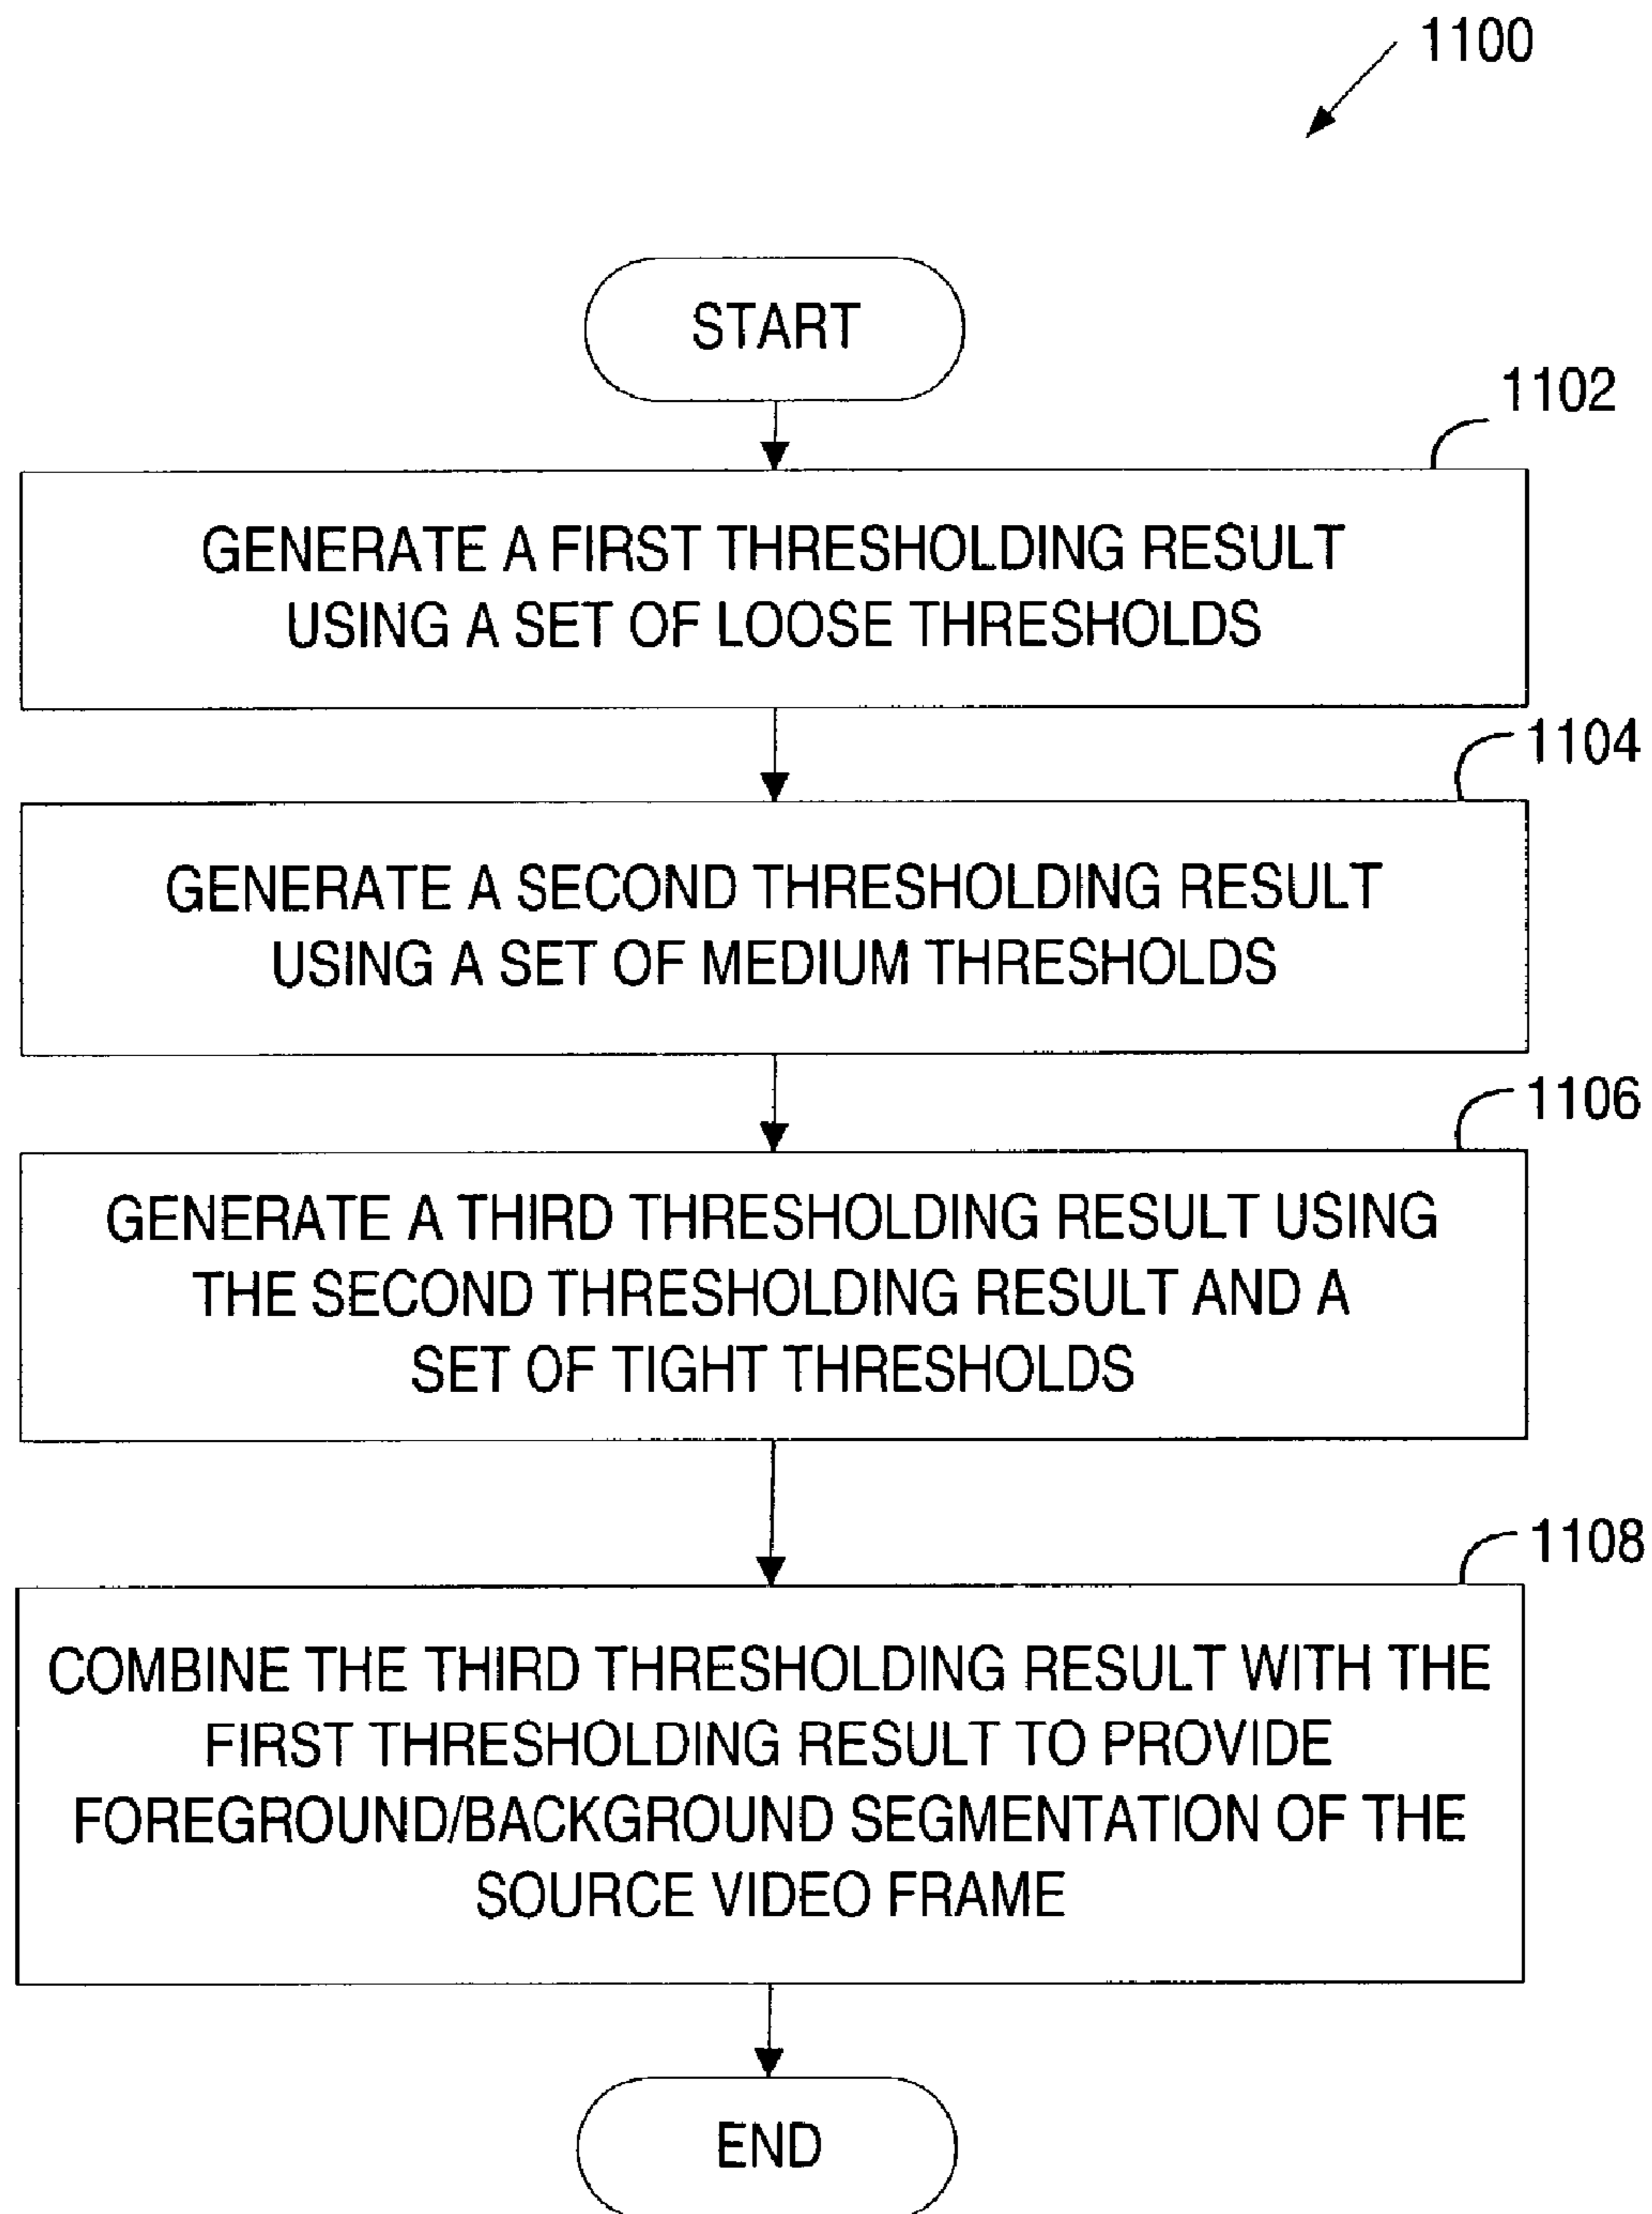 1100
START
1102
GENERATE A FIRST THRESHOLDING RESULT
USING A SET OF LOOSE THRESHOLDS
1104
GENERATE A SECOND THRESHOLDING RESULT
USING A SET OF MEDIUM THRESHOLDS
1106
GENERATE A THIRD THRESHOLDING RESULT USING
THE SECOND THRESHOLDING RESULT AND A
SET OF TIGHT THRESHOLDS
1108
COMBINE THE THIRD THRESHOLDING RESULT WITH THE
FIRST THRESHOLDING RESULT TO PROVIDE
FOREGROUND/BACKGROUND SEGMENTATION OF THE
SOURCE VIDEO FRAME
END